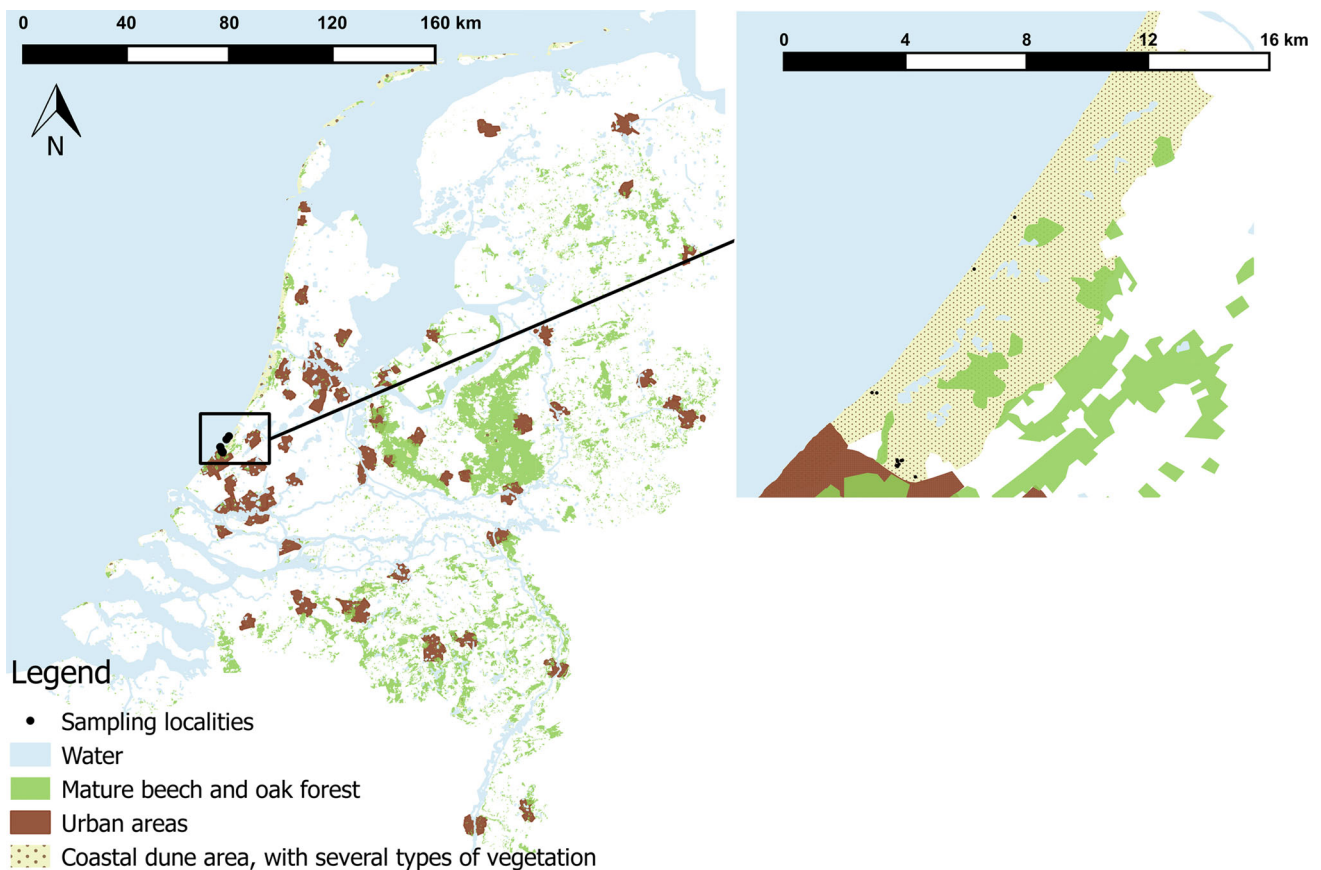 0 40 80 120 160 km
N
0 4 8 12 16 km
Legend
Sampling localities
Water
Mature beech and oak forest
Urban areas
Coastal dune area, with several types of vegetation